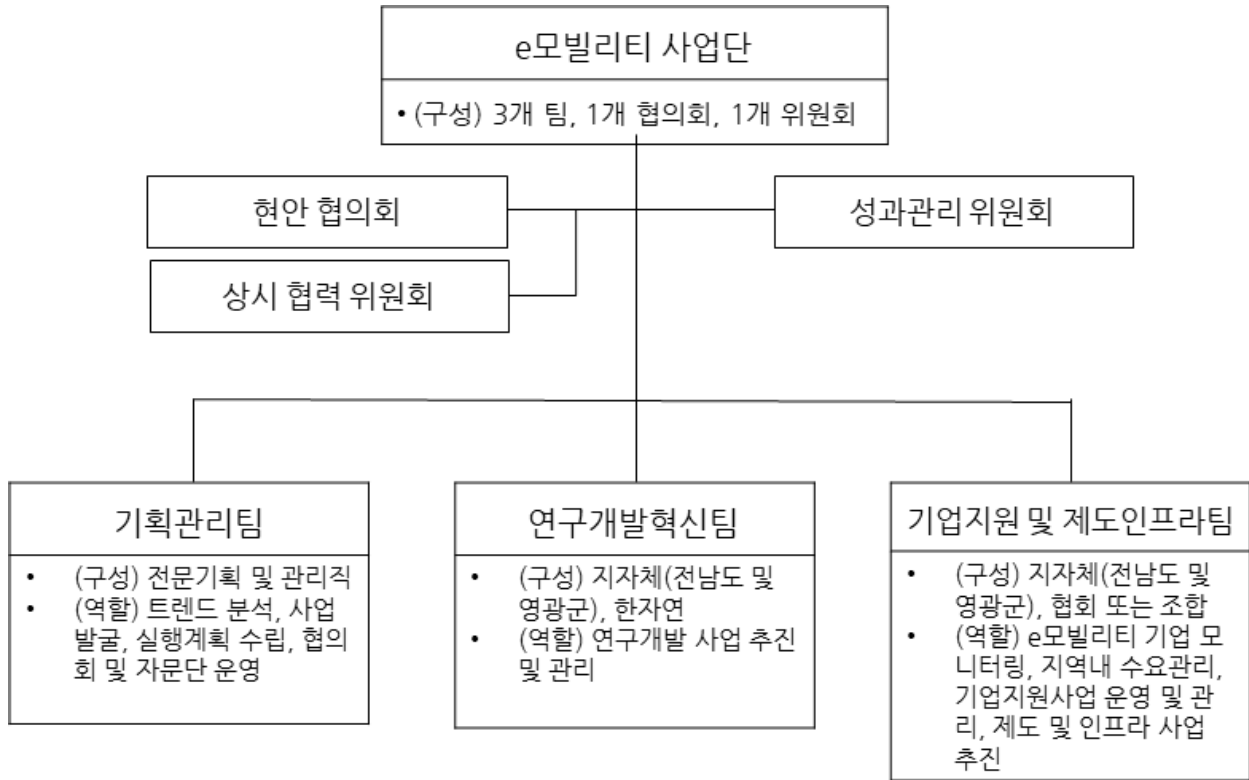 e모빌리티 사업단
• (구성) 3개 팀, 1개 협의회, 1개 위원회
현안 협의회
성과관리 위원회
상시 협력 위원회
기획관리팀
• (구성) 전문기획 및 관리직
• (역할) 트렌드 분석, 사업
발굴, 실행계획 수립, 협의
회 및 자문단 운영
연구개발혁신팀
• (구성) 지자체(전남도 및
영광군), 한자연
• (역할) 연구개발 사업 추진
및 관리
기업지원 및 제도인프라팀
• (구성) 지자체(전남도 및
영광군), 협회 또는 조합
• (역할) e모빌리티 기업 모
니터링, 지역내 수요관리,
기업지원사업 운영 및 관
리, 제도 및 인프라 사업
추진